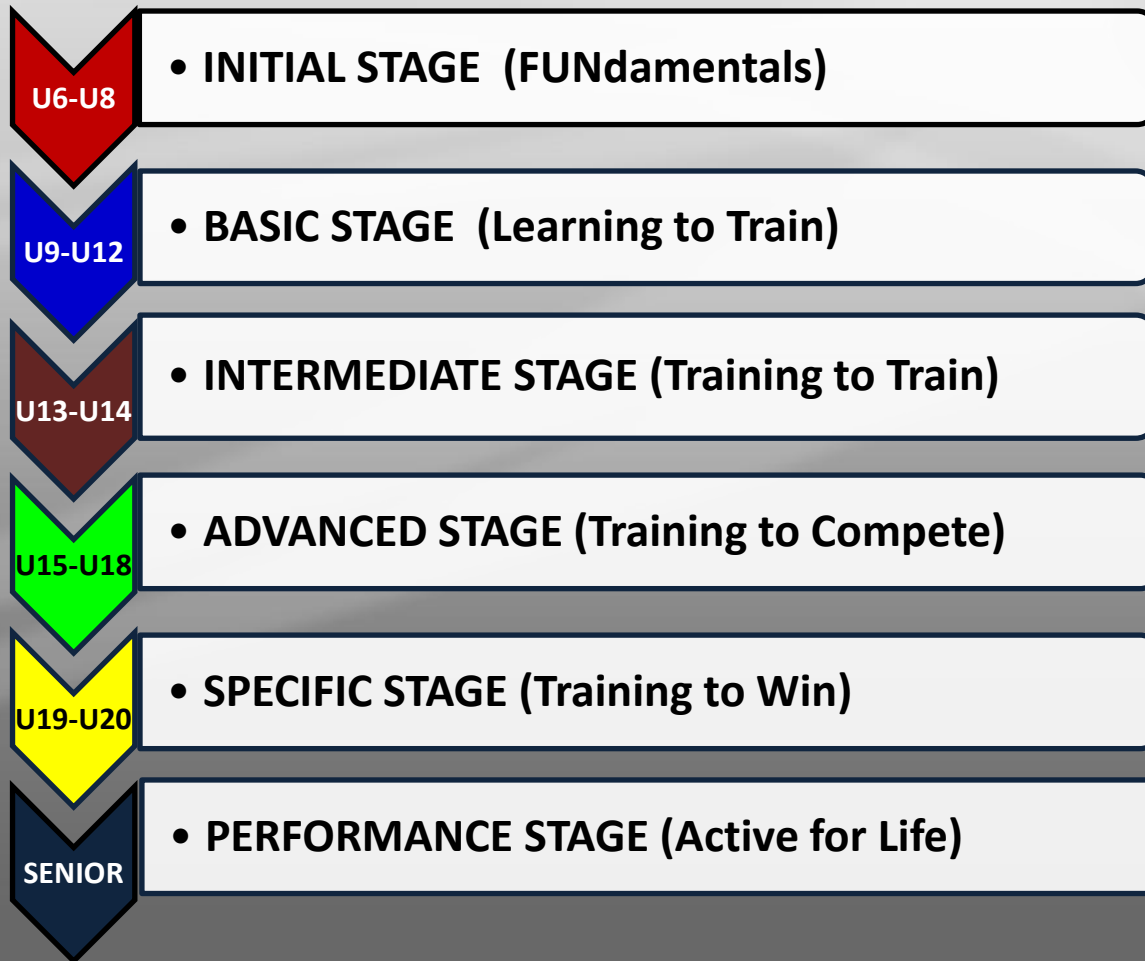 U6-U8
• INITIAL STAGE (FUNdamentals)
U9-U12
• BASIC STAGE (Learning to Train)
U13-U14
• INTERMEDIATE STAGE (Training to Train)
U15-U18
• ADVANCED STAGE (Training to Compete)
U19-U20
• SPECIFIC STAGE (Training to Win)
SENIOR
• PERFORMANCE STAGE (Active for Life)